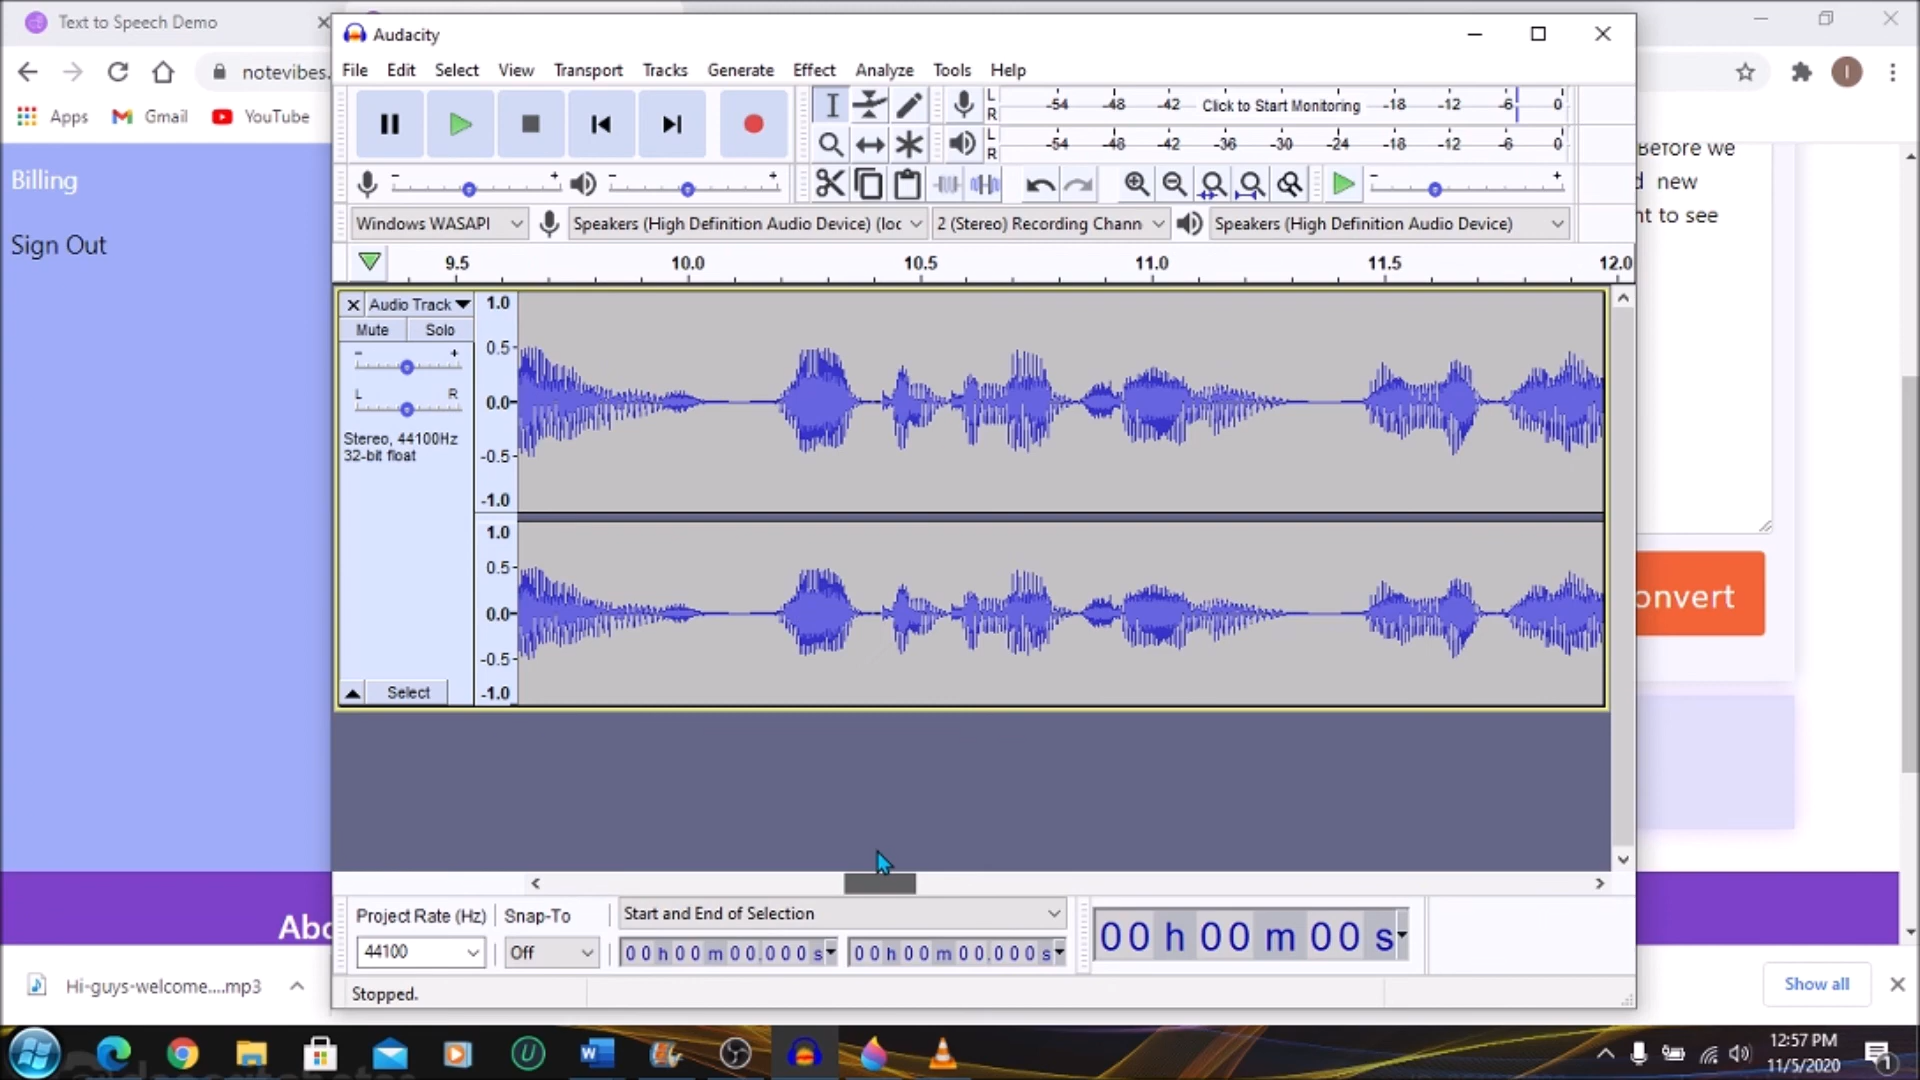 Text to Speech Demo
notevibes.
Apps Gmail YouTube
Billing
Sign Out
Audacity
File Edit Select View Transport Tracks Generate Effect Analyze Tools Help
L R -54 -48 -42 Click to Start Monitoring -18 -12 -6 0
L R -54 -48 -42 -36 -30 -24 -18 -12 -6 0
- + - + - +
Windows WASAPI Speakers (High Definition Audio Device) (loc 2 (Stereo) Recording Chann Speakers (High Definition Audio Device)
9.5 10.0 10.5 11.0 11.5 12.0
Audio Track
Mute Solo
- +
L R
Stereo, 44100Hz
32-bit float
Select
1.0
0.5
0.0
-0.5
-1.0
1.0
0.5
0.0
-0.5
-1.0
Before we
new
to see
onvert
Project Rate (Hz) Snap-To Start and End of Selection
44100 Off 00 h 00 m 00.000 s 00 h 00 m 00.000 s 00 h 00 m 00 s
Stopped.
Abo
Hi-guys-welcome....mp3
Show all
I
12:57 PM
11/5/2020
1